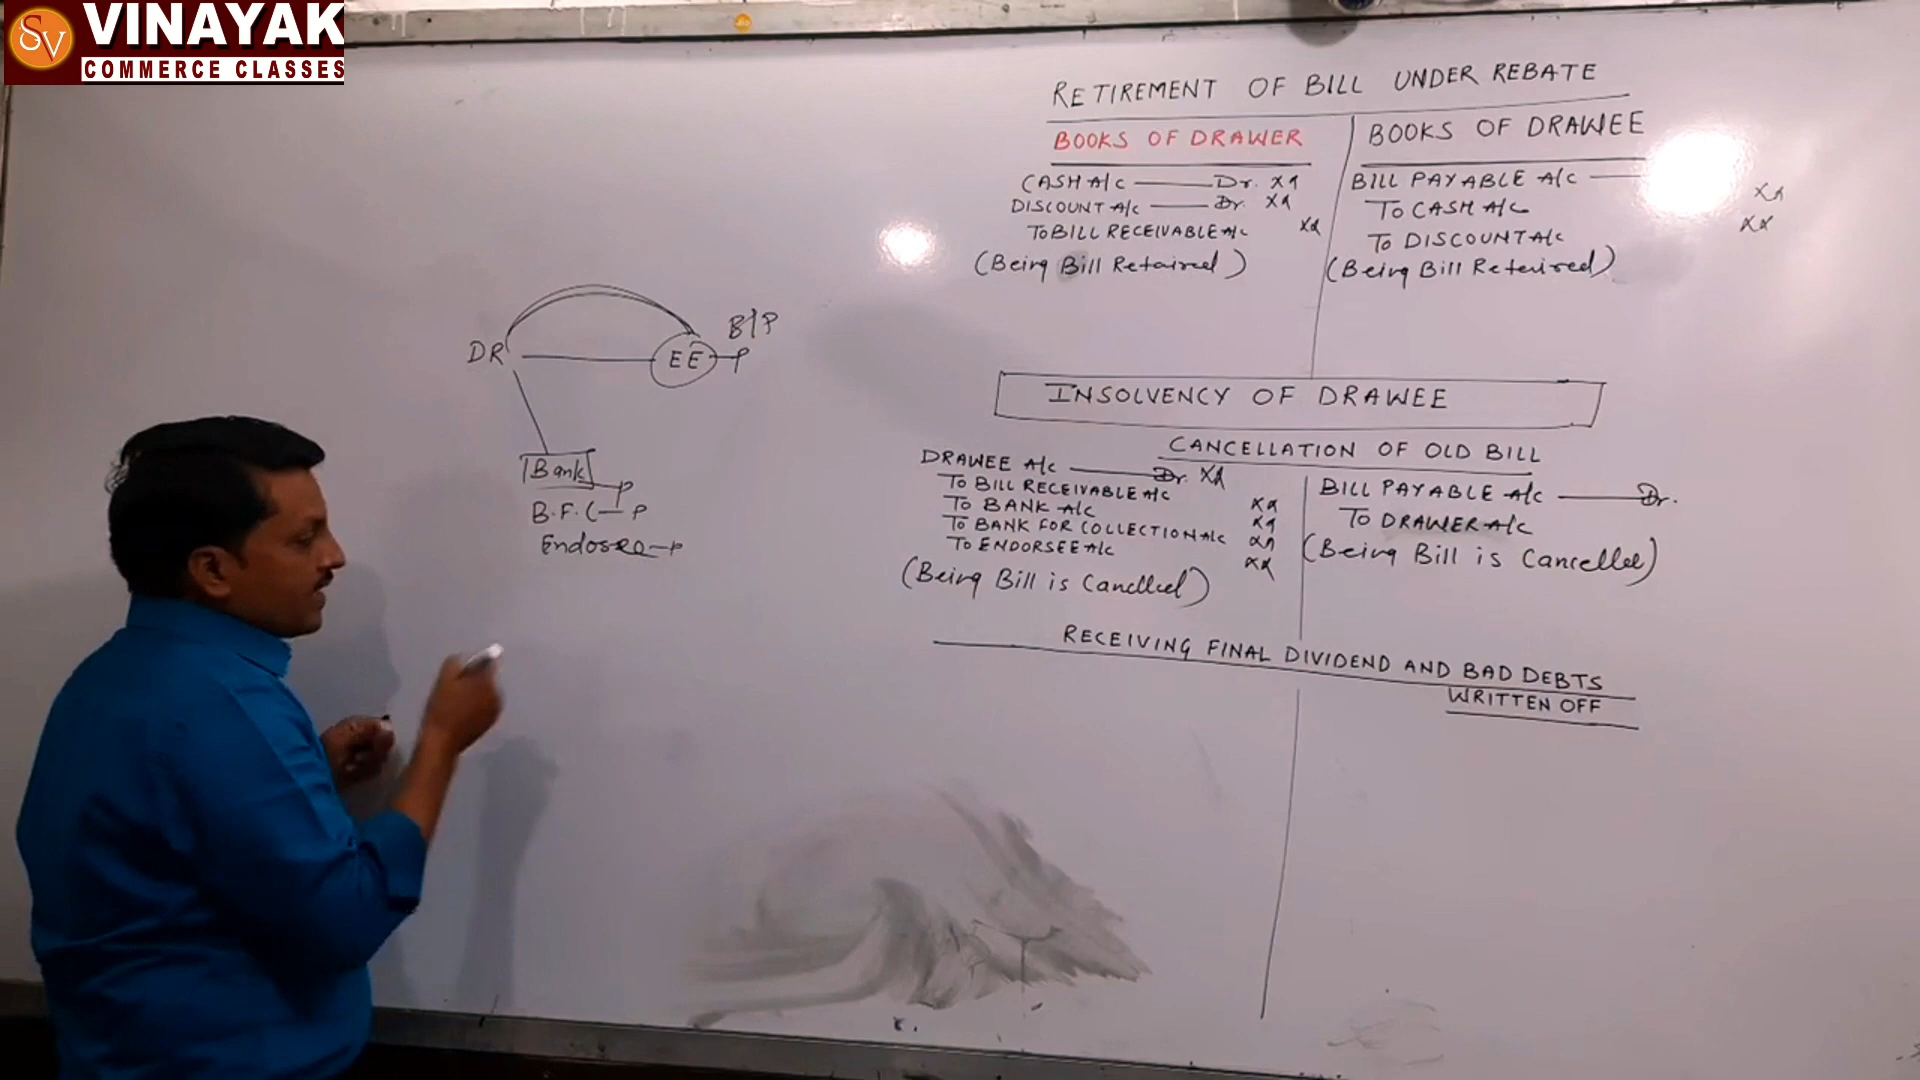 SV
VINAYAK
COMMERCE CLASSES
RETIREMENT OF BILL UNDER REBATE
BOOKS OF DRAWER
CASH A/c Dr. xx
DISCOUNT A/c Dr. xx
TO BILL RECEIVABLE A/c xx
(Being Bill Retaired)
BOOKS OF DRAWEE
BILL PAYABLE A/c
TO CASH A/c xx
TO DISCOUNT A/c xx
(Being Bill Reteired)
DR
EE
B/P
P
Bank P
B.F.C P
Endosee P
INSOLVENCY OF DRAWEE
CANCELLATION OF OLD BILL
DRAWEE A/c Dr. xx
TO BILL RECEIVABLE A/c xx
TO BANK A/c xx
TO BANK FOR COLLECTION A/c xx
TO ENDORSEE A/c xx
(Being Bill is Cancelled)
BILL PAYABLE A/c Dr.
TO DRAWER A/c
(Being Bill is Cancelled)
RECEIVING FINAL DIVIDEND AND BAD DEBTS
WRITTEN OFF